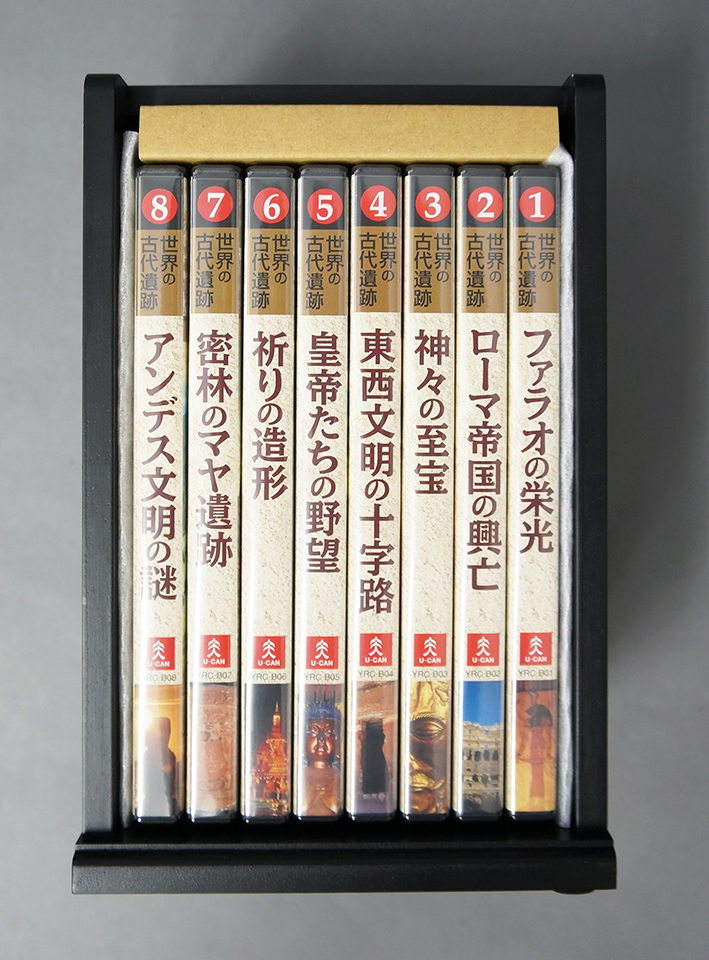 1
世界の
古代遺跡
ファラオの栄光
U-CAN
YRC-B01
2
世界の
古代遺跡
ローマ帝国の興亡
U-CAN
YRC-B02
3
世界の
古代遺跡
神々の至宝
U-CAN
YRC-B03
4
世界の
古代遺跡
東西文明の十字路
U-CAN
YRC-B04
5
世界の
古代遺跡
皇帝たちの野望
U-CAN
YRC-B05
6
世界の
古代遺跡
祈りの造形
U-CAN
YRC-B06
7
世界の
古代遺跡
密林のマヤ遺跡
U-CAN
YRC-B07
8
世界の
古代遺跡
アンデス文明の謎
U-CAN
YRC-B08